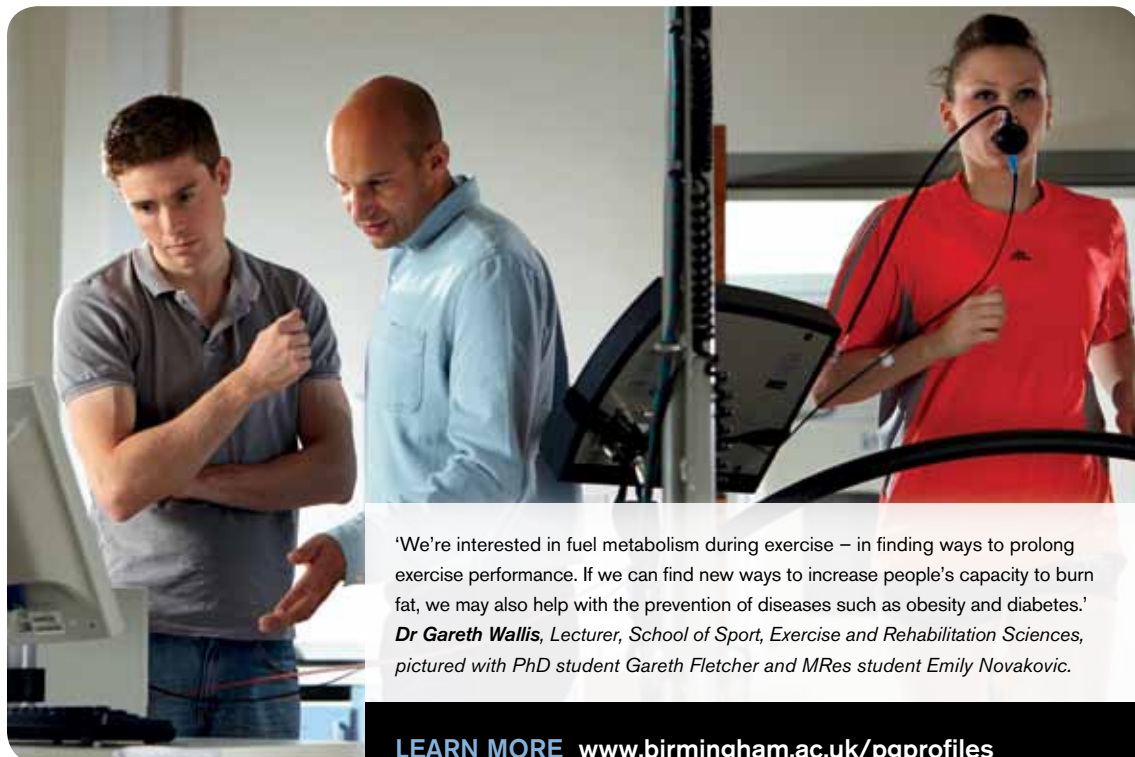 ‘We’re interested in fuel metabolism during exercise – in finding ways to prolong
exercise performance. If we can find new ways to increase people’s capacity to burn
fat, we may also help with the prevention of diseases such as obesity and diabetes.’
Dr Gareth Wallis, Lecturer, School of Sport, Exercise and Rehabilitation Sciences,
pictured with PhD student Gareth Fletcher and MRes student Emily Novakovic.
LEARN MORE www.birmingham.ac.uk/pgprofiles